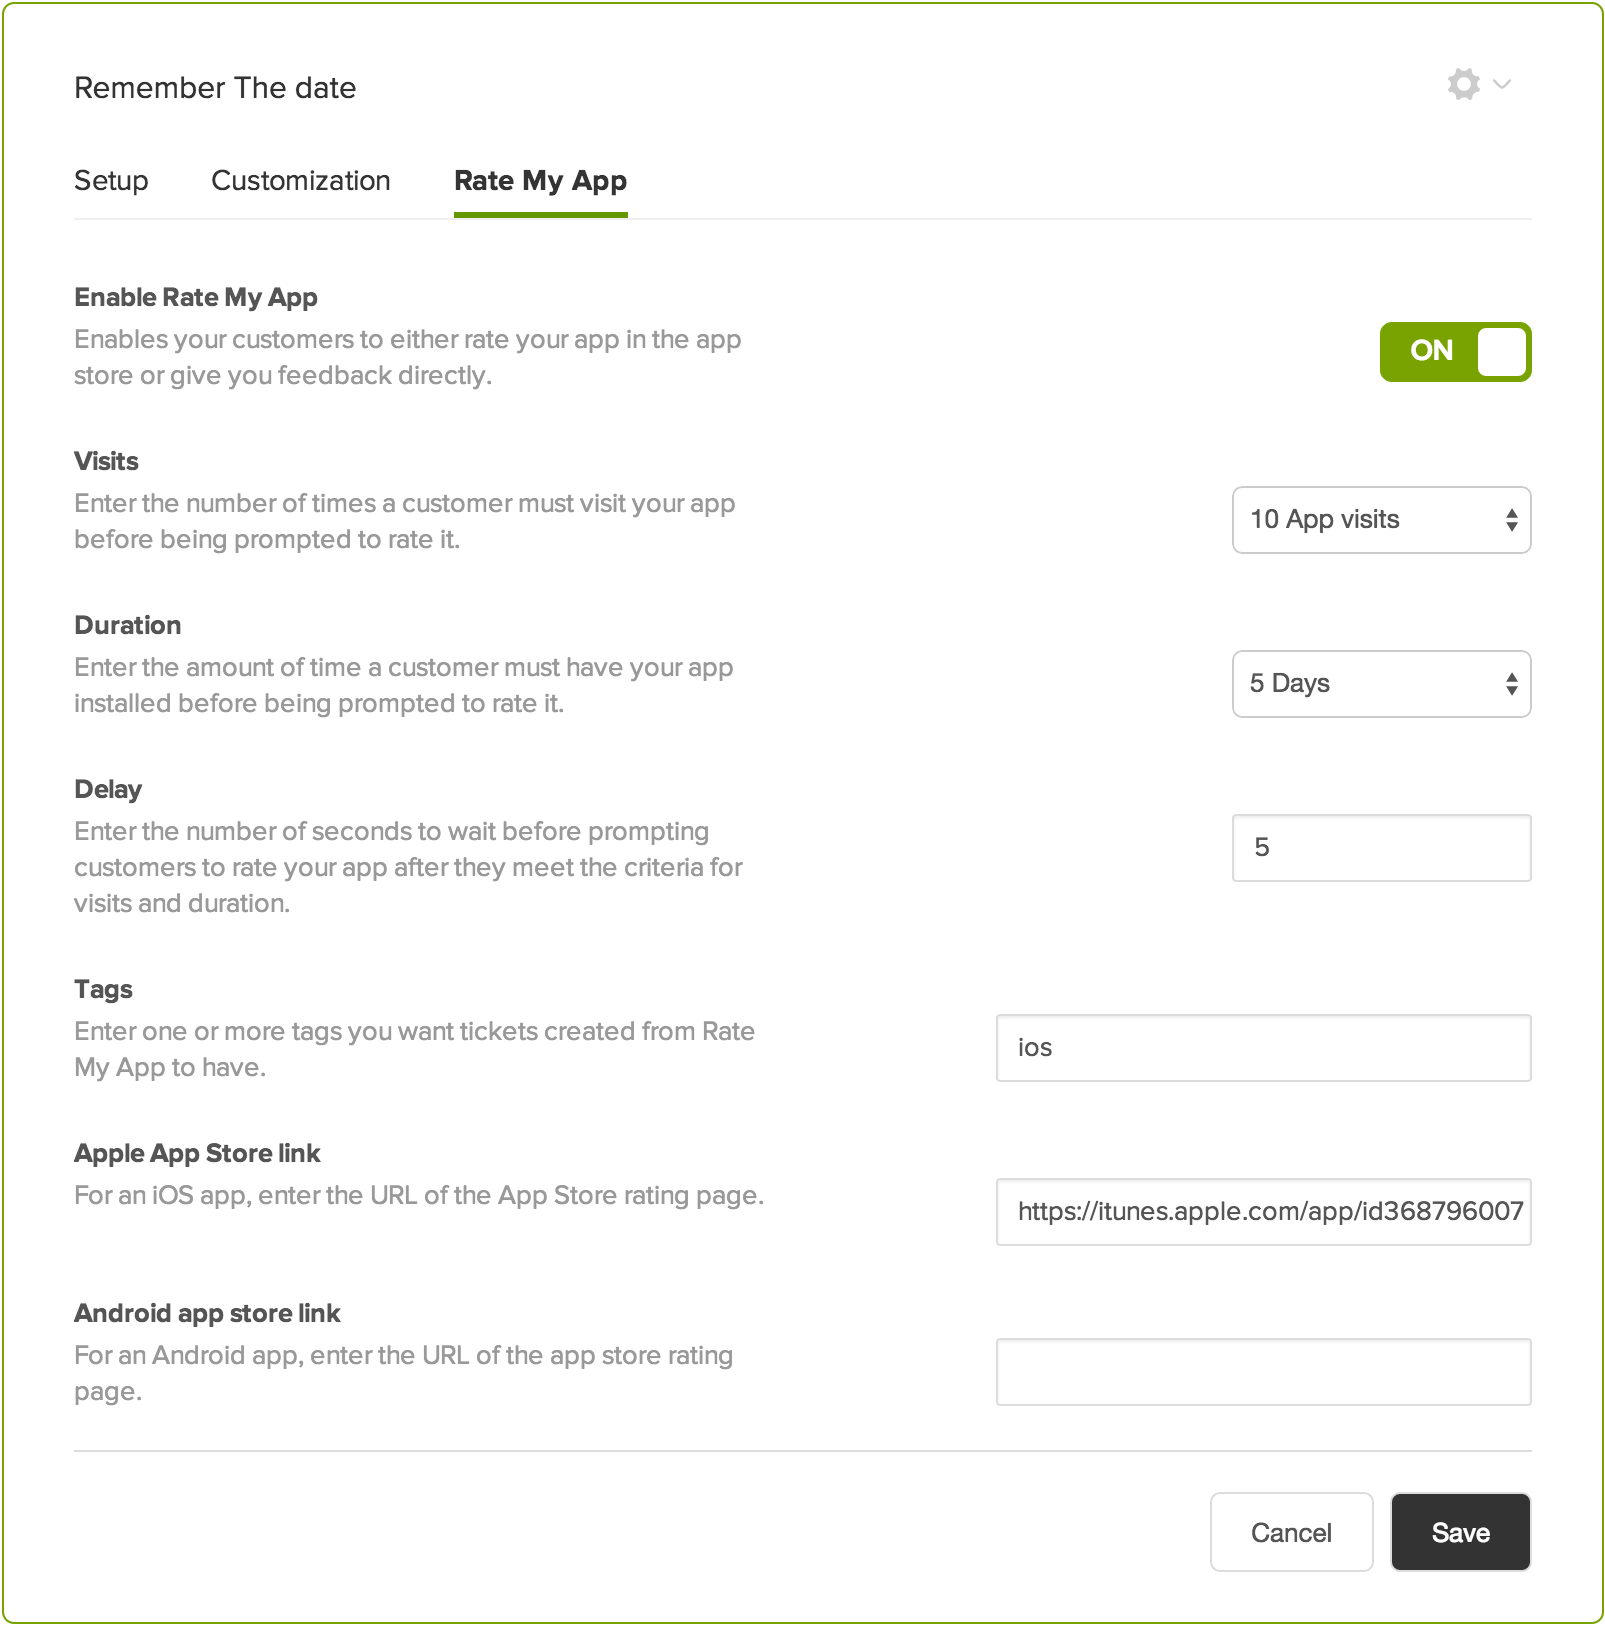 Remember The date
Setup Customization Rate My App
Enable Rate My App
Enables your customers to either rate your app in the app
store or give you feedback directly.
ON
Visits
Enter the number of times a customer must visit your app
before being prompted to rate it.
10 App visits
Duration
Enter the amount of time a customer must have your app
installed before being prompted to rate it.
5 Days
Delay
Enter the number of seconds to wait before prompting
customers to rate your app after they meet the criteria for
visits and duration.
5
Tags
Enter one or more tags you want tickets created from Rate
My App to have.
ios
Apple App Store link
For an iOS app, enter the URL of the App Store rating page.
https://itunes.apple.com/app/id368796007
Android app store link
For an Android app, enter the URL of the app store rating
page.
Cancel Save